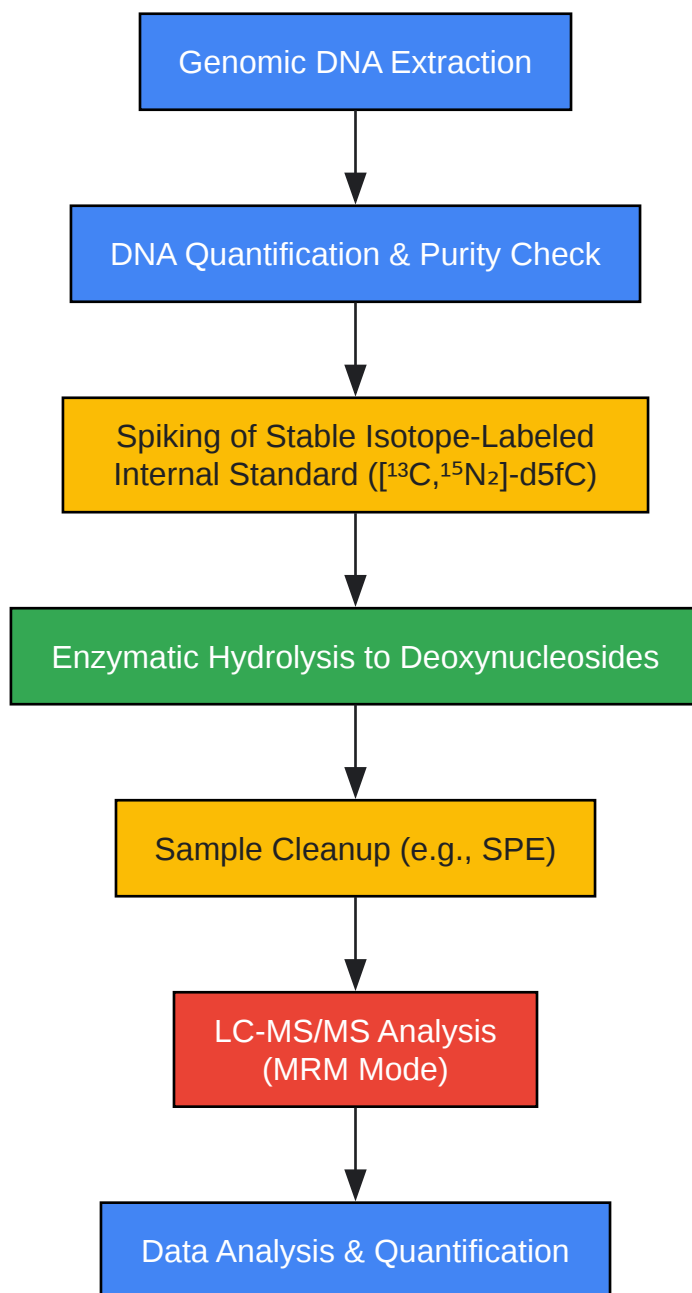 Genomic DNA Extraction
DNA Quantification & Purity Check
Spiking of Stable Isotope-Labeled
Internal Standard ([¹³C,¹⁵N₂]-d5fC)
Enzymatic Hydrolysis to Deoxynucleosides
Sample Cleanup (e.g., SPE)
LC-MS/MS Analysis
(MRM Mode)
Data Analysis & Quantification